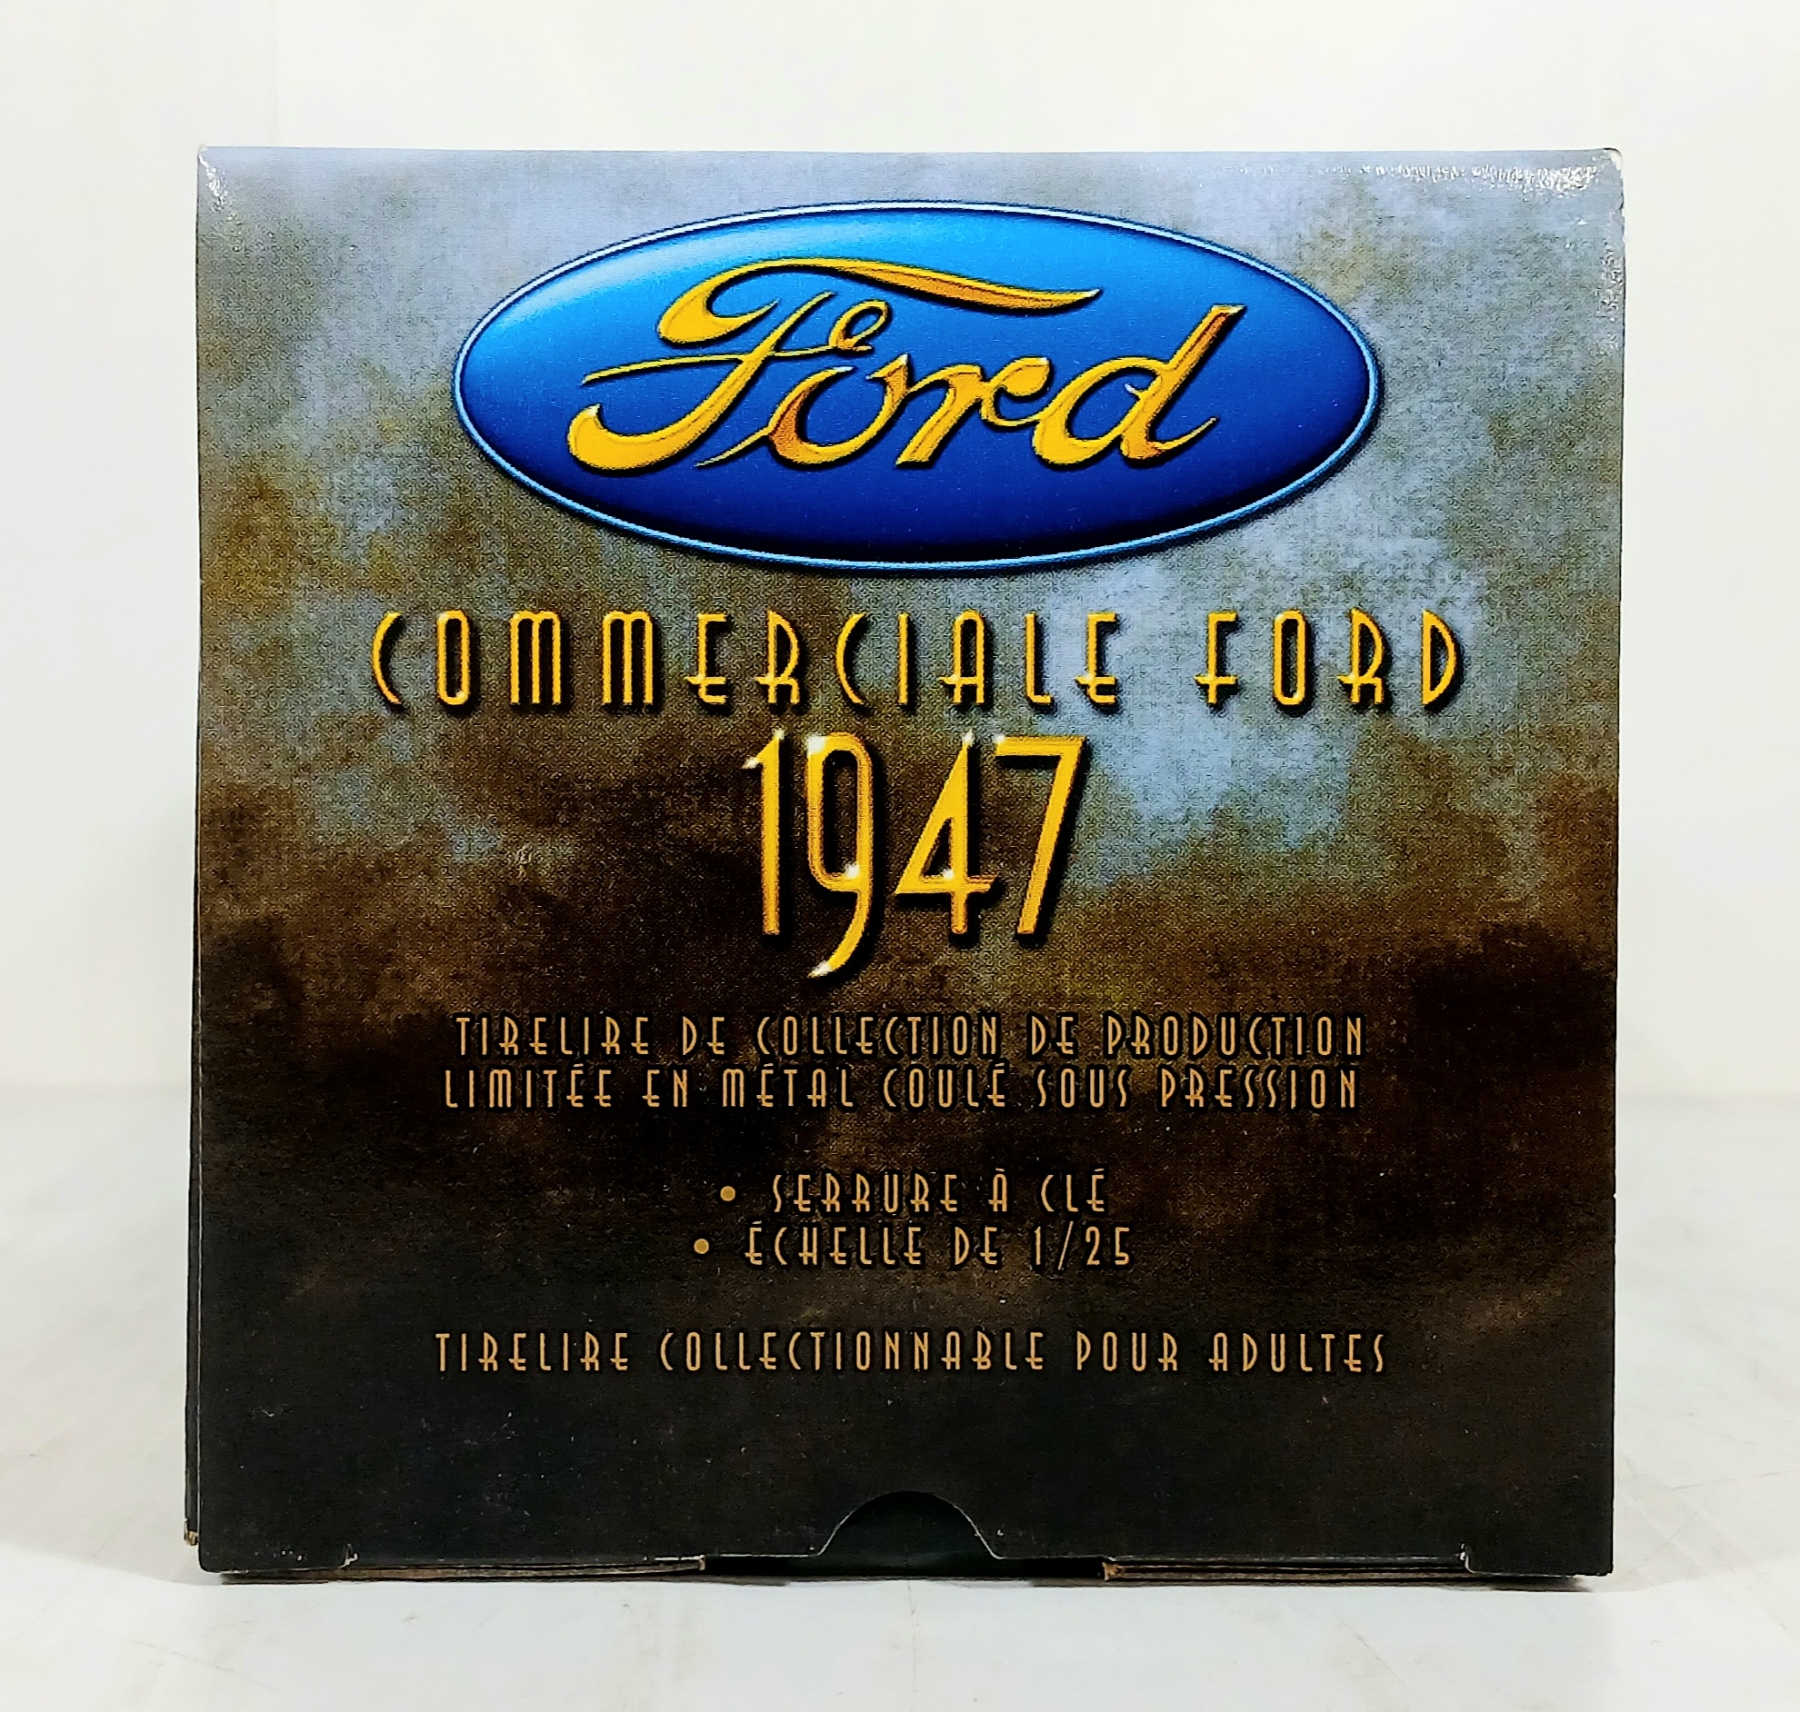 Ford
COMMERCIALE FORD
1947
TIRELIRE DE COLLECTION DE PRODUCTION
LIMITÉE EN MÉTAL COULÉ SOUS PRESSION
• SERRURE À CLÉ
• ÉCHELLE DE 1/25
TIRELIRE COLLECTIONNABLE POUR ADULTES